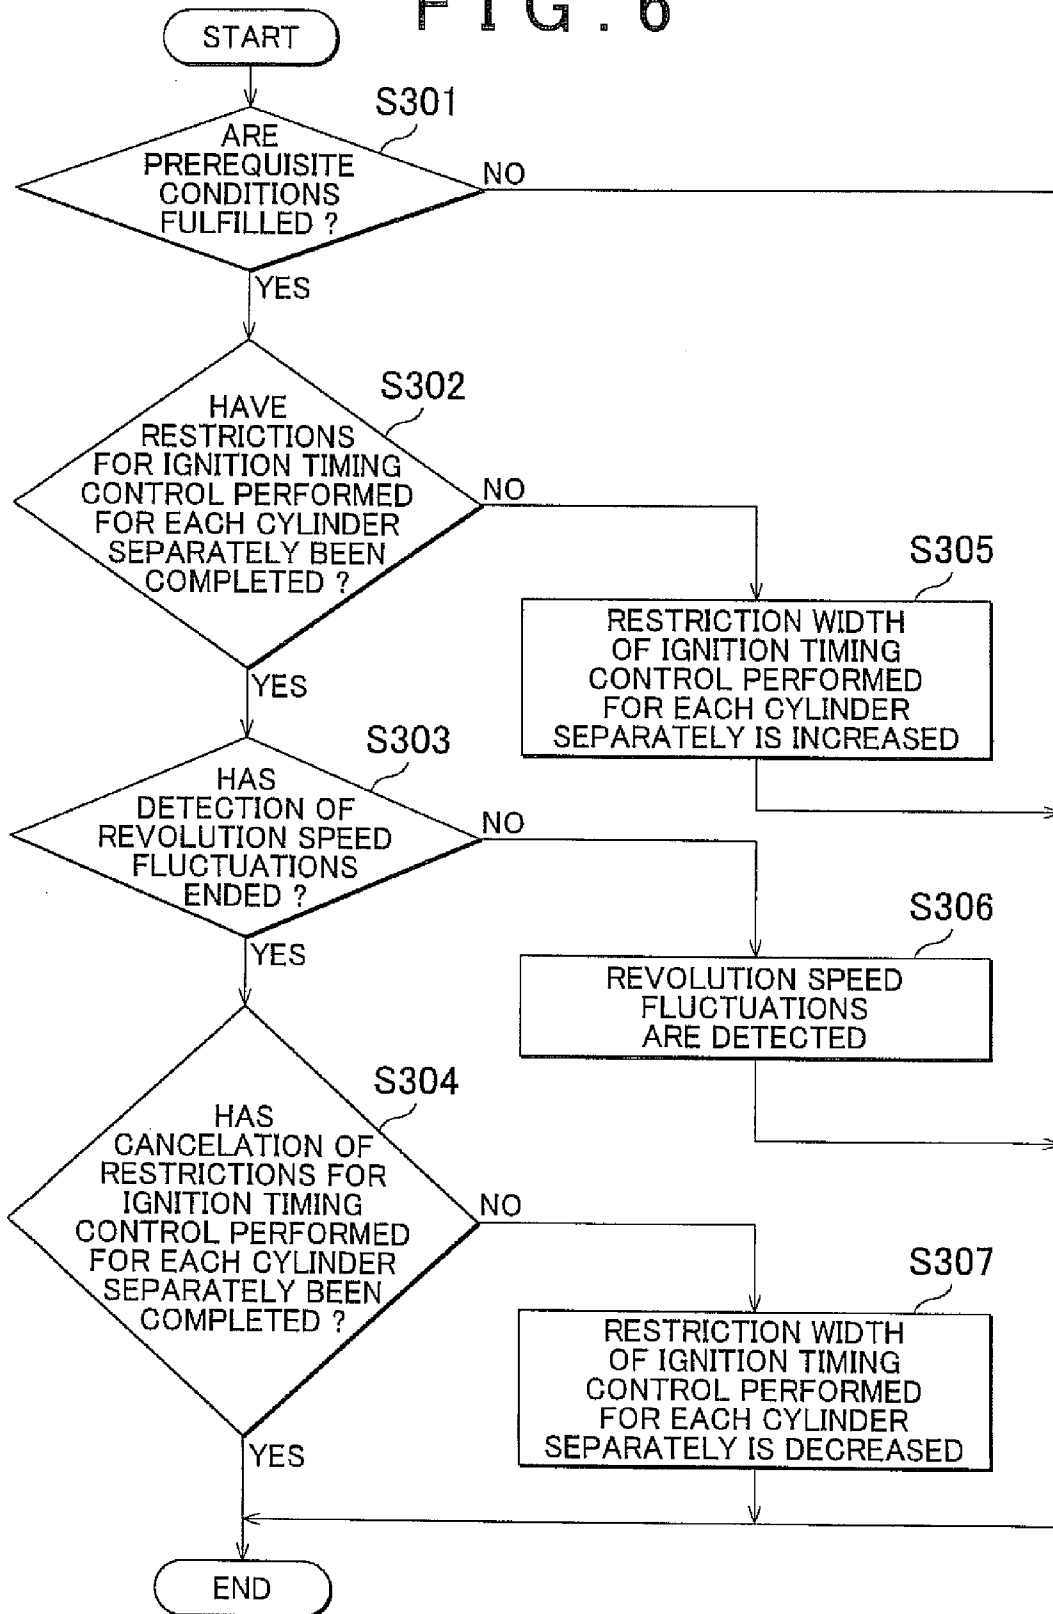 FIG.6
START
S301
ARE
PREREQUISITE
CONDITIONS
FULFILLED ?
NO
YES
S302
HAVE
RESTRICTIONS
FOR IGNITION TIMING
CONTROL PERFORMED
FOR EACH CYLINDER
SEPARATELY BEEN
COMPLETED ?
NO
YES
S305
RESTRICTION WIDTH
OF IGNITION TIMING
CONTROL PERFORMED
FOR EACH CYLINDER
SEPARATELY IS INCREASED
S303
HAS
DETECTION OF
REVOLUTION SPEED
FLUCTUATIONS
ENDED ?
NO
YES
S306
REVOLUTION SPEED
FLUCTUATIONS
ARE DETECTED
S304
HAS
CANCELATION OF
RESTRICTIONS FOR
IGNITION TIMING
CONTROL PERFORMED
FOR EACH CYLINDER
SEPARATELY BEEN
COMPLETED ?
NO
YES
S307
RESTRICTION WIDTH
OF IGNITION TIMING
CONTROL PERFORMED
FOR EACH CYLINDER
SEPARATELY IS DECREASED
END